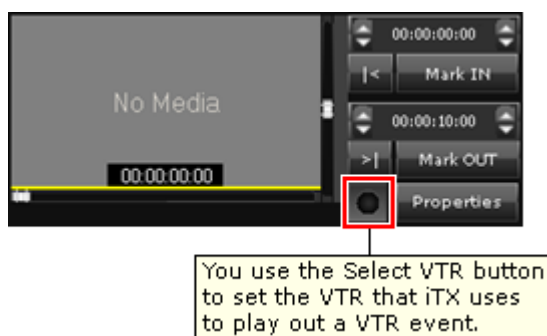 00:00:00:00
|< Mark IN
No Media
00:00:10:00
>| Mark OUT
00:00:00:00
Properties
You use the Select VTR button
to set the VTR that iTX uses
to play out a VTR event.